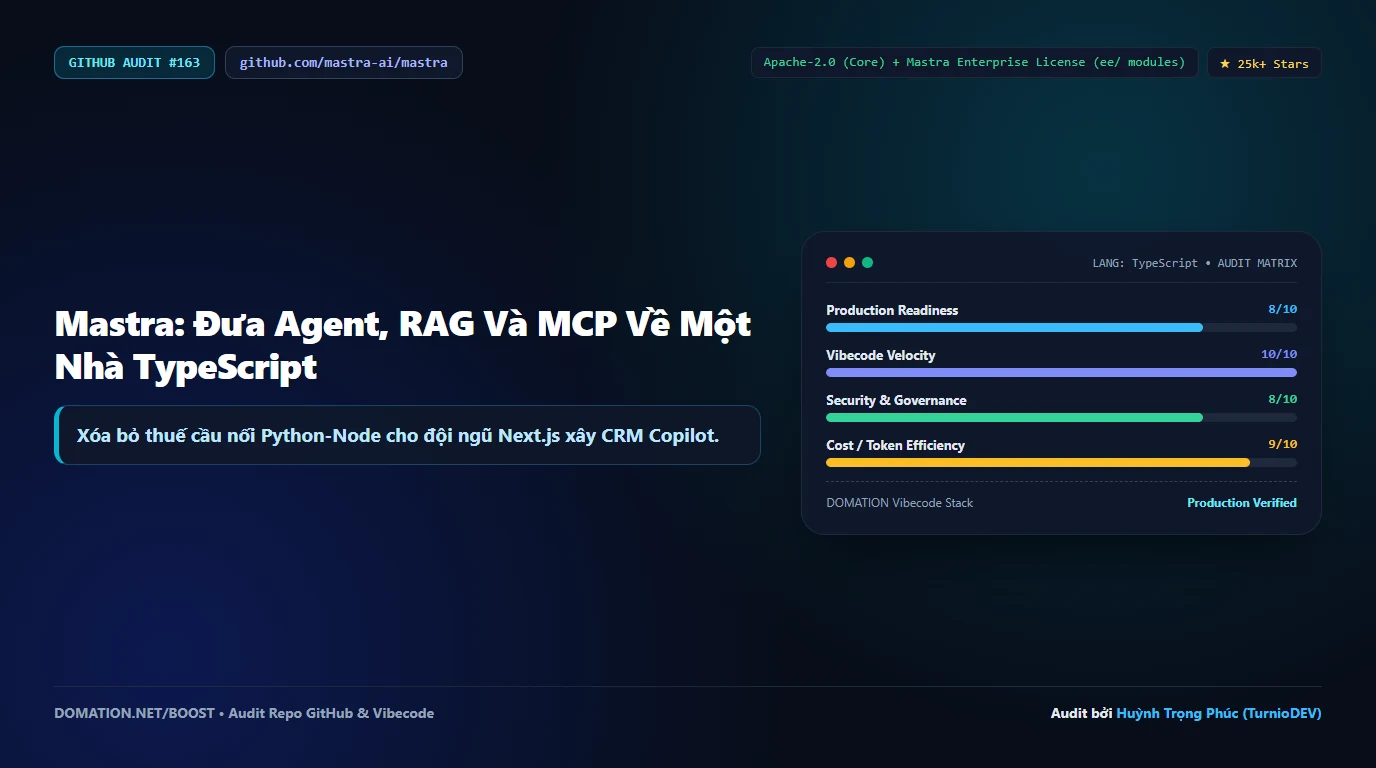 GITHUB AUDIT #163
github.com/mastra-ai/mastra
Apache-2.0 (Core) + Mastra Enterprise License (ee/ modules)
★ 25k+ Stars
Mastra: Đưa Agent, RAG Và MCP Về Một
Nhà TypeScript
Xóa bỏ thuế cầu nối Python-Node cho đội ngũ Next.js xây CRM Copilot.
LANG: TypeScript • AUDIT MATRIX
Production Readiness 8/10
Vibecode Velocity 10/10
Security & Governance 8/10
Cost / Token Efficiency 9/10
DOMATION Vibecode Stack Production Verified
DOMATION.NET/BOOST • Audit Repo GitHub & Vibecode
Audit bởi Huỳnh Trọng Phúc (TurnioDEV)